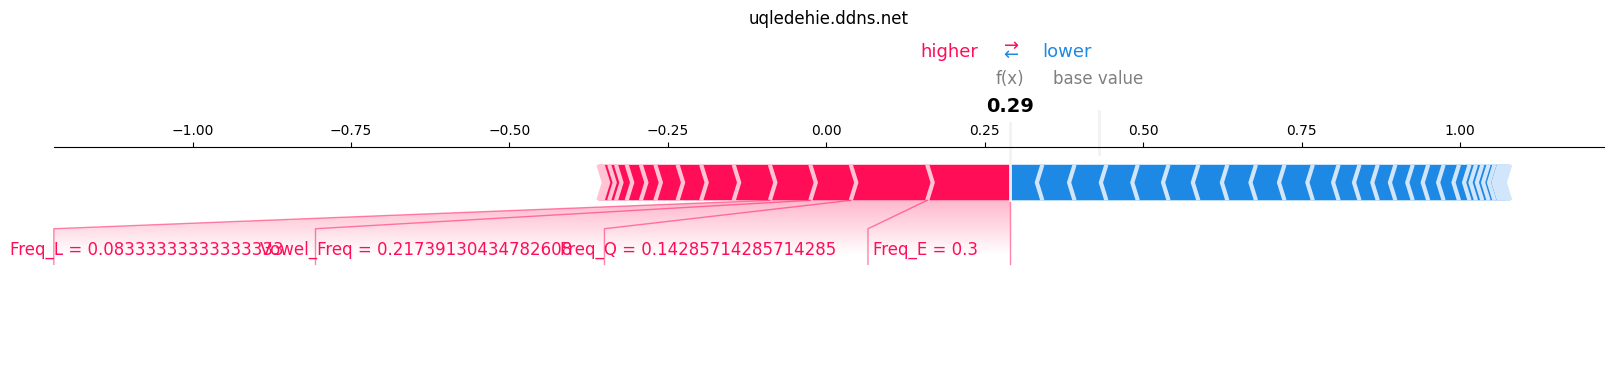 uqledehie.ddns.net
higher ⇄ lower
f(x) base value
0.29
−1.00 −0.75 −0.50 −0.25 0.00 0.25 0.50 0.75 1.00
Freq_L = 0.08333333333333333 Vowel_Freq = 0.21739130434782608 Freq_Q = 0.14285714285714285 Freq_E = 0.3